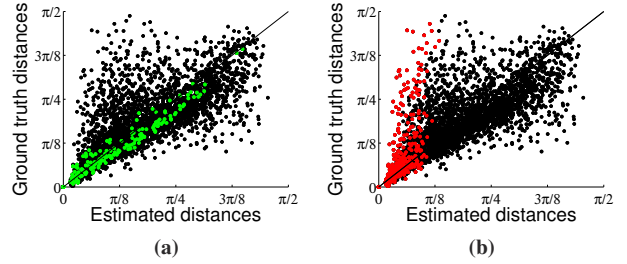 Ground truth distances
π/2
3π/8
π/4
π/8
0
0
π/8
π/4
3π/8
π/2
Estimated distances
(a)
Ground truth distances
π/2
3π/8
π/4
π/8
0
0
π/8
π/4
3π/8
π/2
Estimated distances
(b)